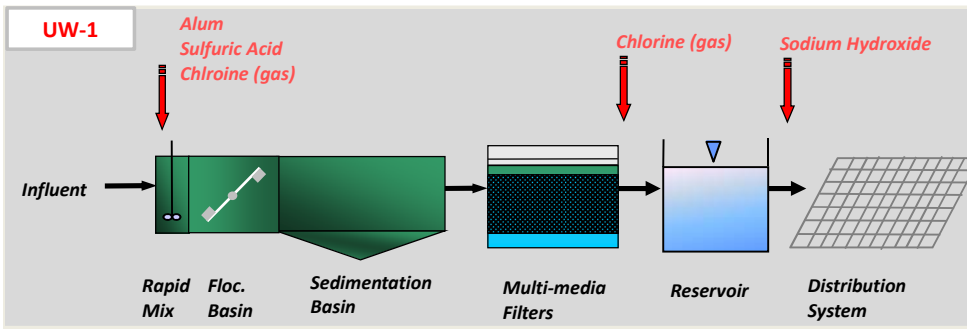 UW-1
Alum
Sulfuric Acid
Chlroine (gas)
Chlorine (gas)
Sodium Hydroxide
Influent
Rapid
Mix
Floc.
Basin
Sedimentation
Basin
Multi-media
Filters
Reservoir
Distribution
System